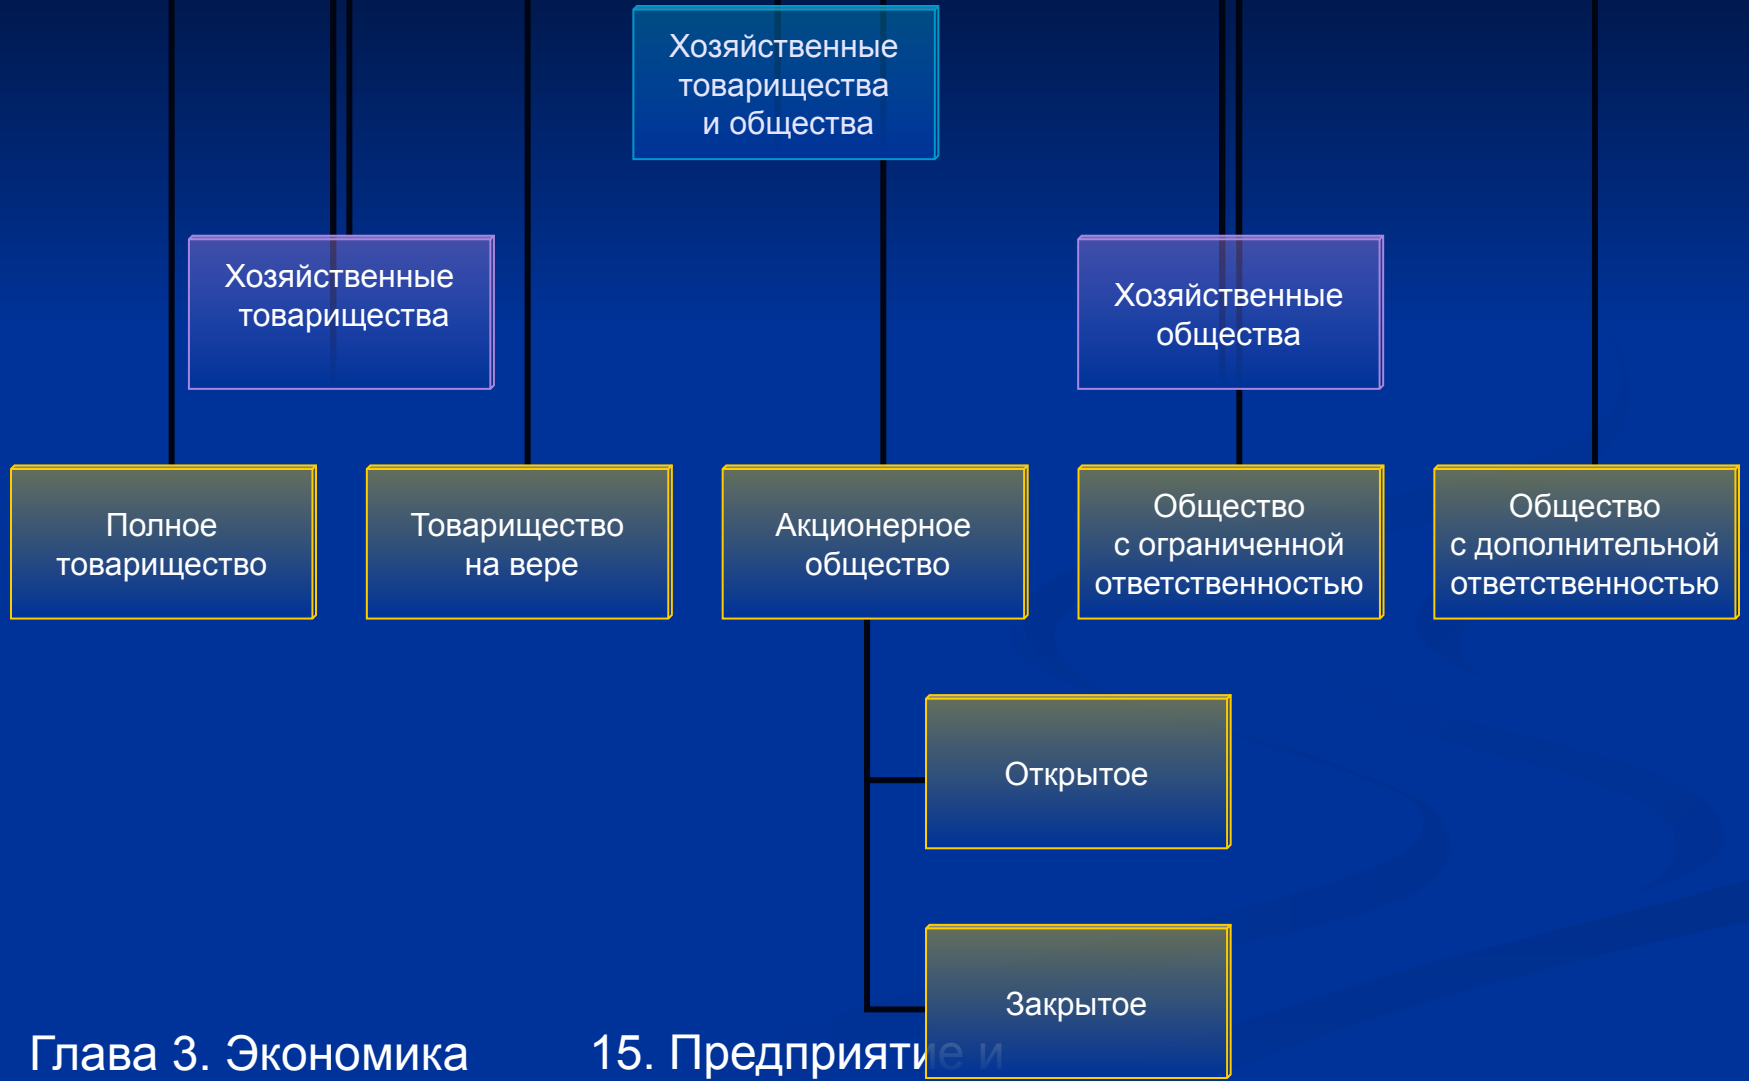 Хозяйственные
товарищества
и общества
Хозяйственные
товарищества
Хозяйственные
общества
Полное
товарищество
Товарищество
на вере
Акционерное
общество
Общество
с ограниченной
ответственностью
Общество
с дополнительной
ответственностью
Открытое
Закрытое
Глава 3. Экономика
15. Предприятие и